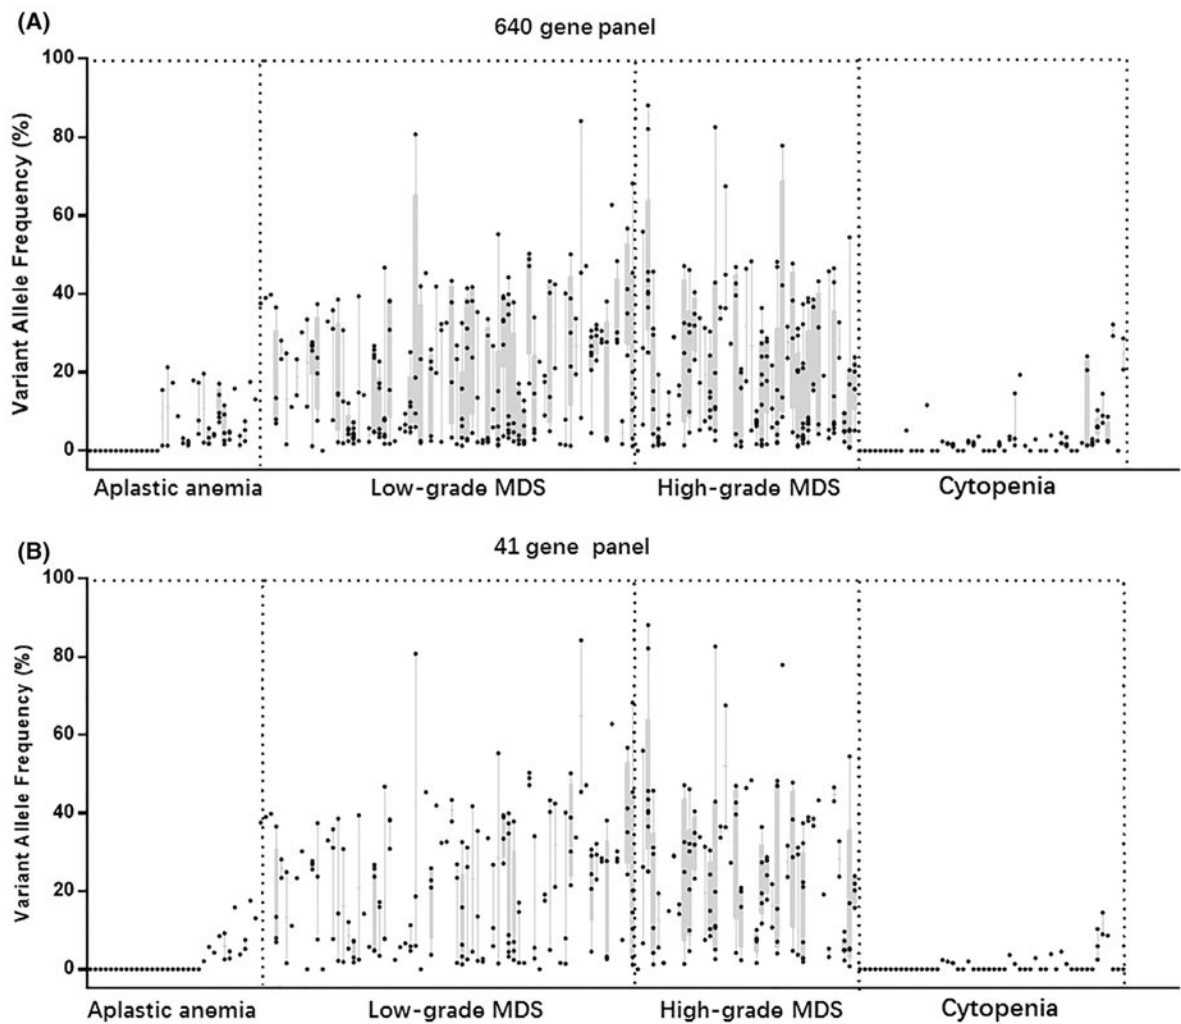 (A)
640 gene panel
Variant Allele Frequency (%)
100
80
60
40
20
0
Aplastic anemia Low-grade MDS High-grade MDS Cytopenia
(B)
41 gene panel
Variant Allele Frequency (%)
100
80
60
40
20
0
Aplastic anemia Low-grade MDS High-grade MDS Cytopenia